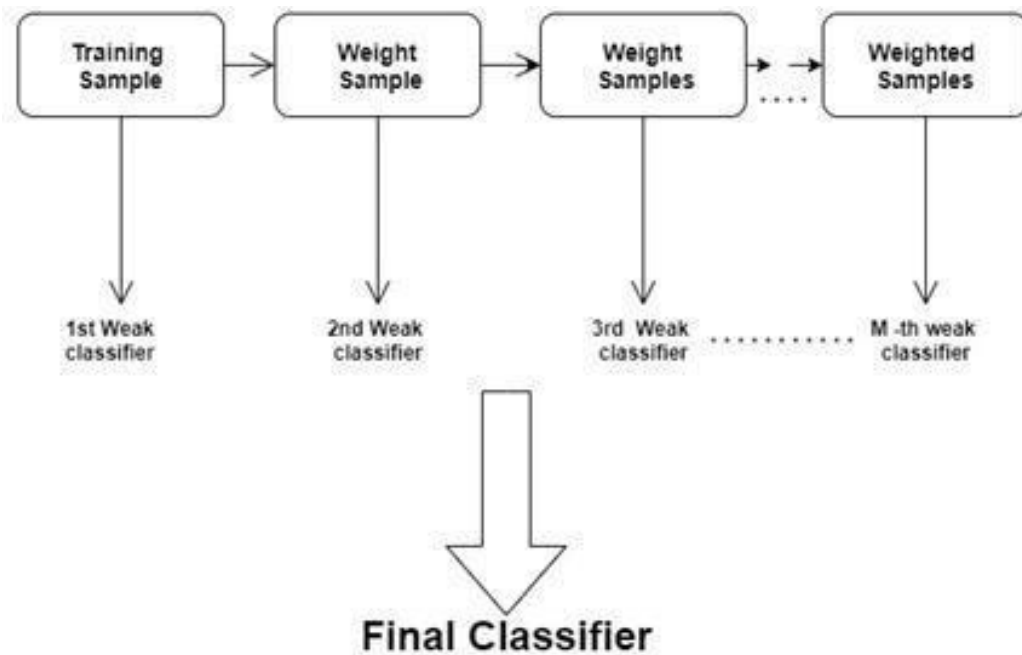 Training
Sample
Weight
Sample
Weight
Samples
Weighted
Samples
1st Weak
classifier
2nd Weak
classifier
3rd Weak
classifier
M -th weak
classifier
Final Classifier